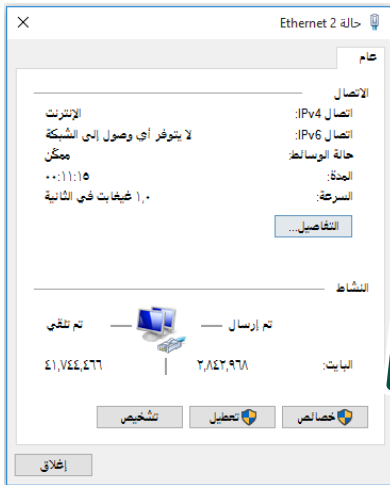 حالة Ethernet 2
عام
الاتصال
اتصال IPv4: الإنترنت
اتصال IPv6: لا يتوفر أي وصول إلى الشبكة
حالة الوسائط: ممكّن
المدة: ٠٠:١١:١٥
السرعة: ١,٠ غيغابت في الثانية
التفاصيل...
النشاط
تم إرسال — — تم تلقي
البايت: ٢,٨٤٢,٩٦٨ | ٤١,٧٤٤,٤٦٦
خصائص تعطيل تشخيص
إغلاق